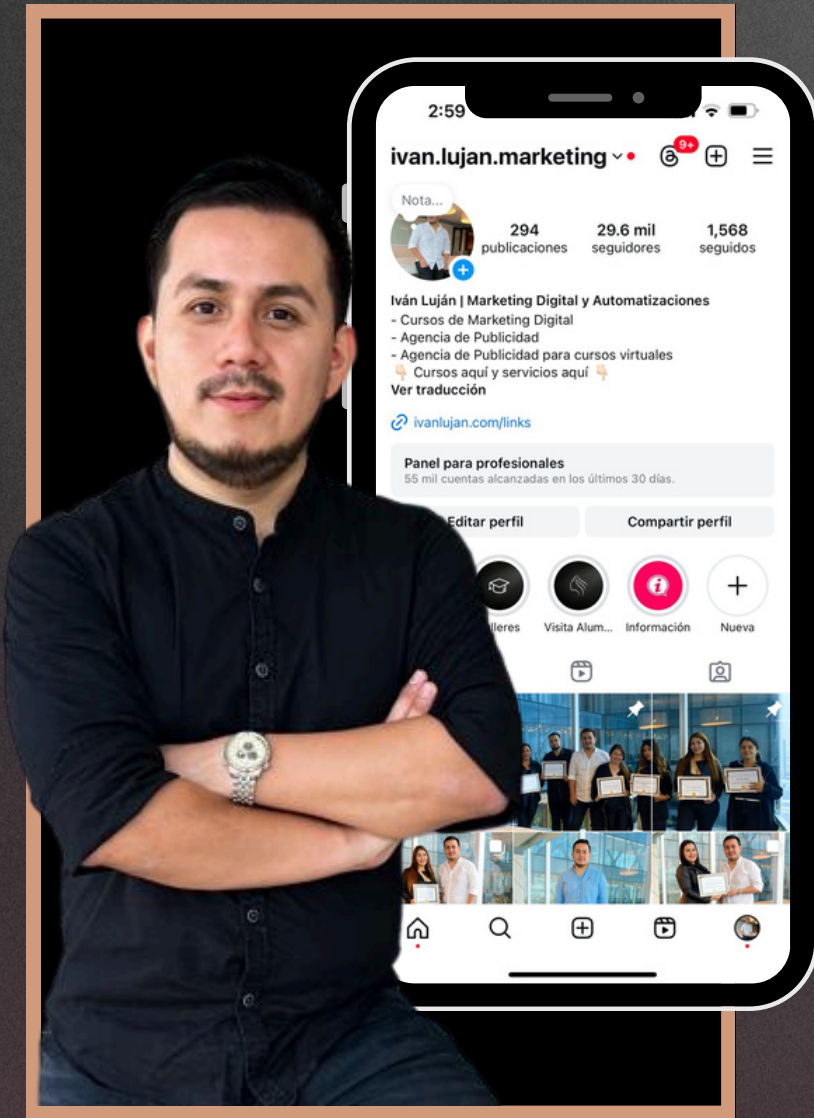 2:59
ivan.lujan.marketing
9+
Nota...
294 29.6 mil 1,568
publicaciones seguidores seguidos
Iván Luján | Marketing Digital y Automatizaciones
- Cursos de Marketing Digital
- Agencia de Publicidad
- Agencia de Publicidad para cursos virtuales
👇🏻 Cursos aquí y servicios aquí 👇🏻
Ver traducción
ivanlujan.com/links
Panel para profesionales
55 mil cuentas alcanzadas en los últimos 30 días.
Editar perfil Compartir perfil
lleres Visita Alum... Información Nueva